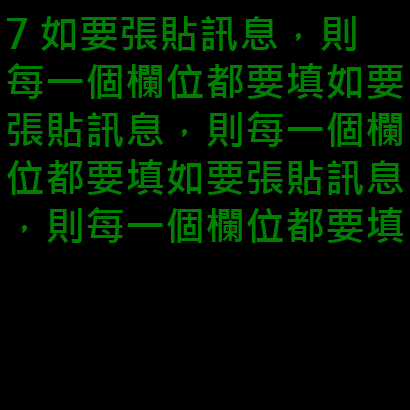 7 如要張貼訊息，則
每一個欄位都要填如要
張貼訊息，則每一個欄
位都要填如要張貼訊息
，則每一個欄位都要填